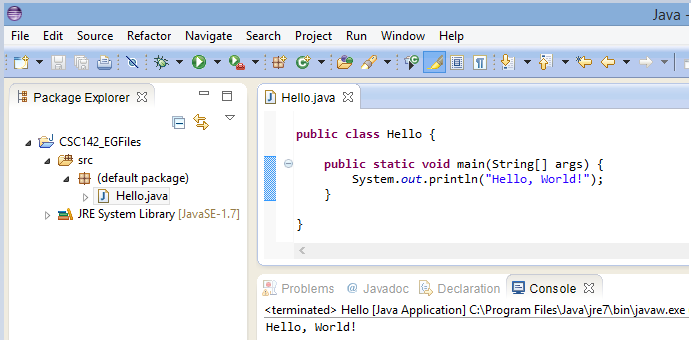 Java -
File Edit Source Refactor Navigate Search Project Run Window Help
Package Explorer
CSC142_EGFiles
src
(default package)
Hello.java
JRE System Library [JavaSE-1.7]
Hello.java
public class Hello {
public static void main(String[] args) {
System.out.println("Hello, World!");
}
}
Problems @ Javadoc Declaration Console
<terminated> Hello [Java Application] C:\Program Files\Java\jre7\bin\javaw.exe
Hello, World!